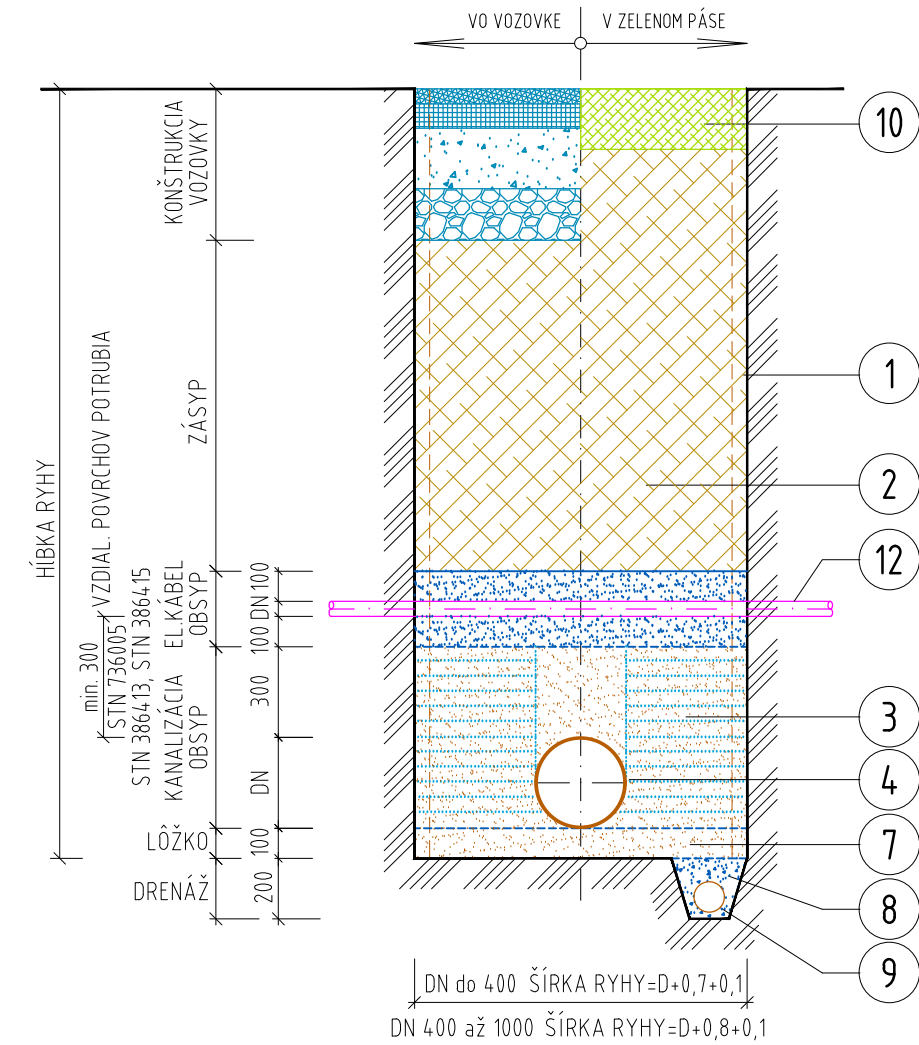 VO VOZOVKE
V ZELENOM PÁSE
KONŠTRUKCIA
VOZOVKY
10
ZÁSYP
1
HÍBKA RYHY
2
min. 300
VZDIAL. POVRCHOV POTRUBIA
STN 736005
STN 386413, STN 386415
EL.KÁBEL
OBSYP
100
DN
100
12
KANALIZÁCIA
OBSYP
300
DN
3
4
LÔŽKO
100
7
DRENÁŽ
200
8
9
DN do 400 ŠÍRKA RYHY=D+0,7+0,1
DN 400 až 1000 ŠÍRKA RYHY=D+0,8+0,1